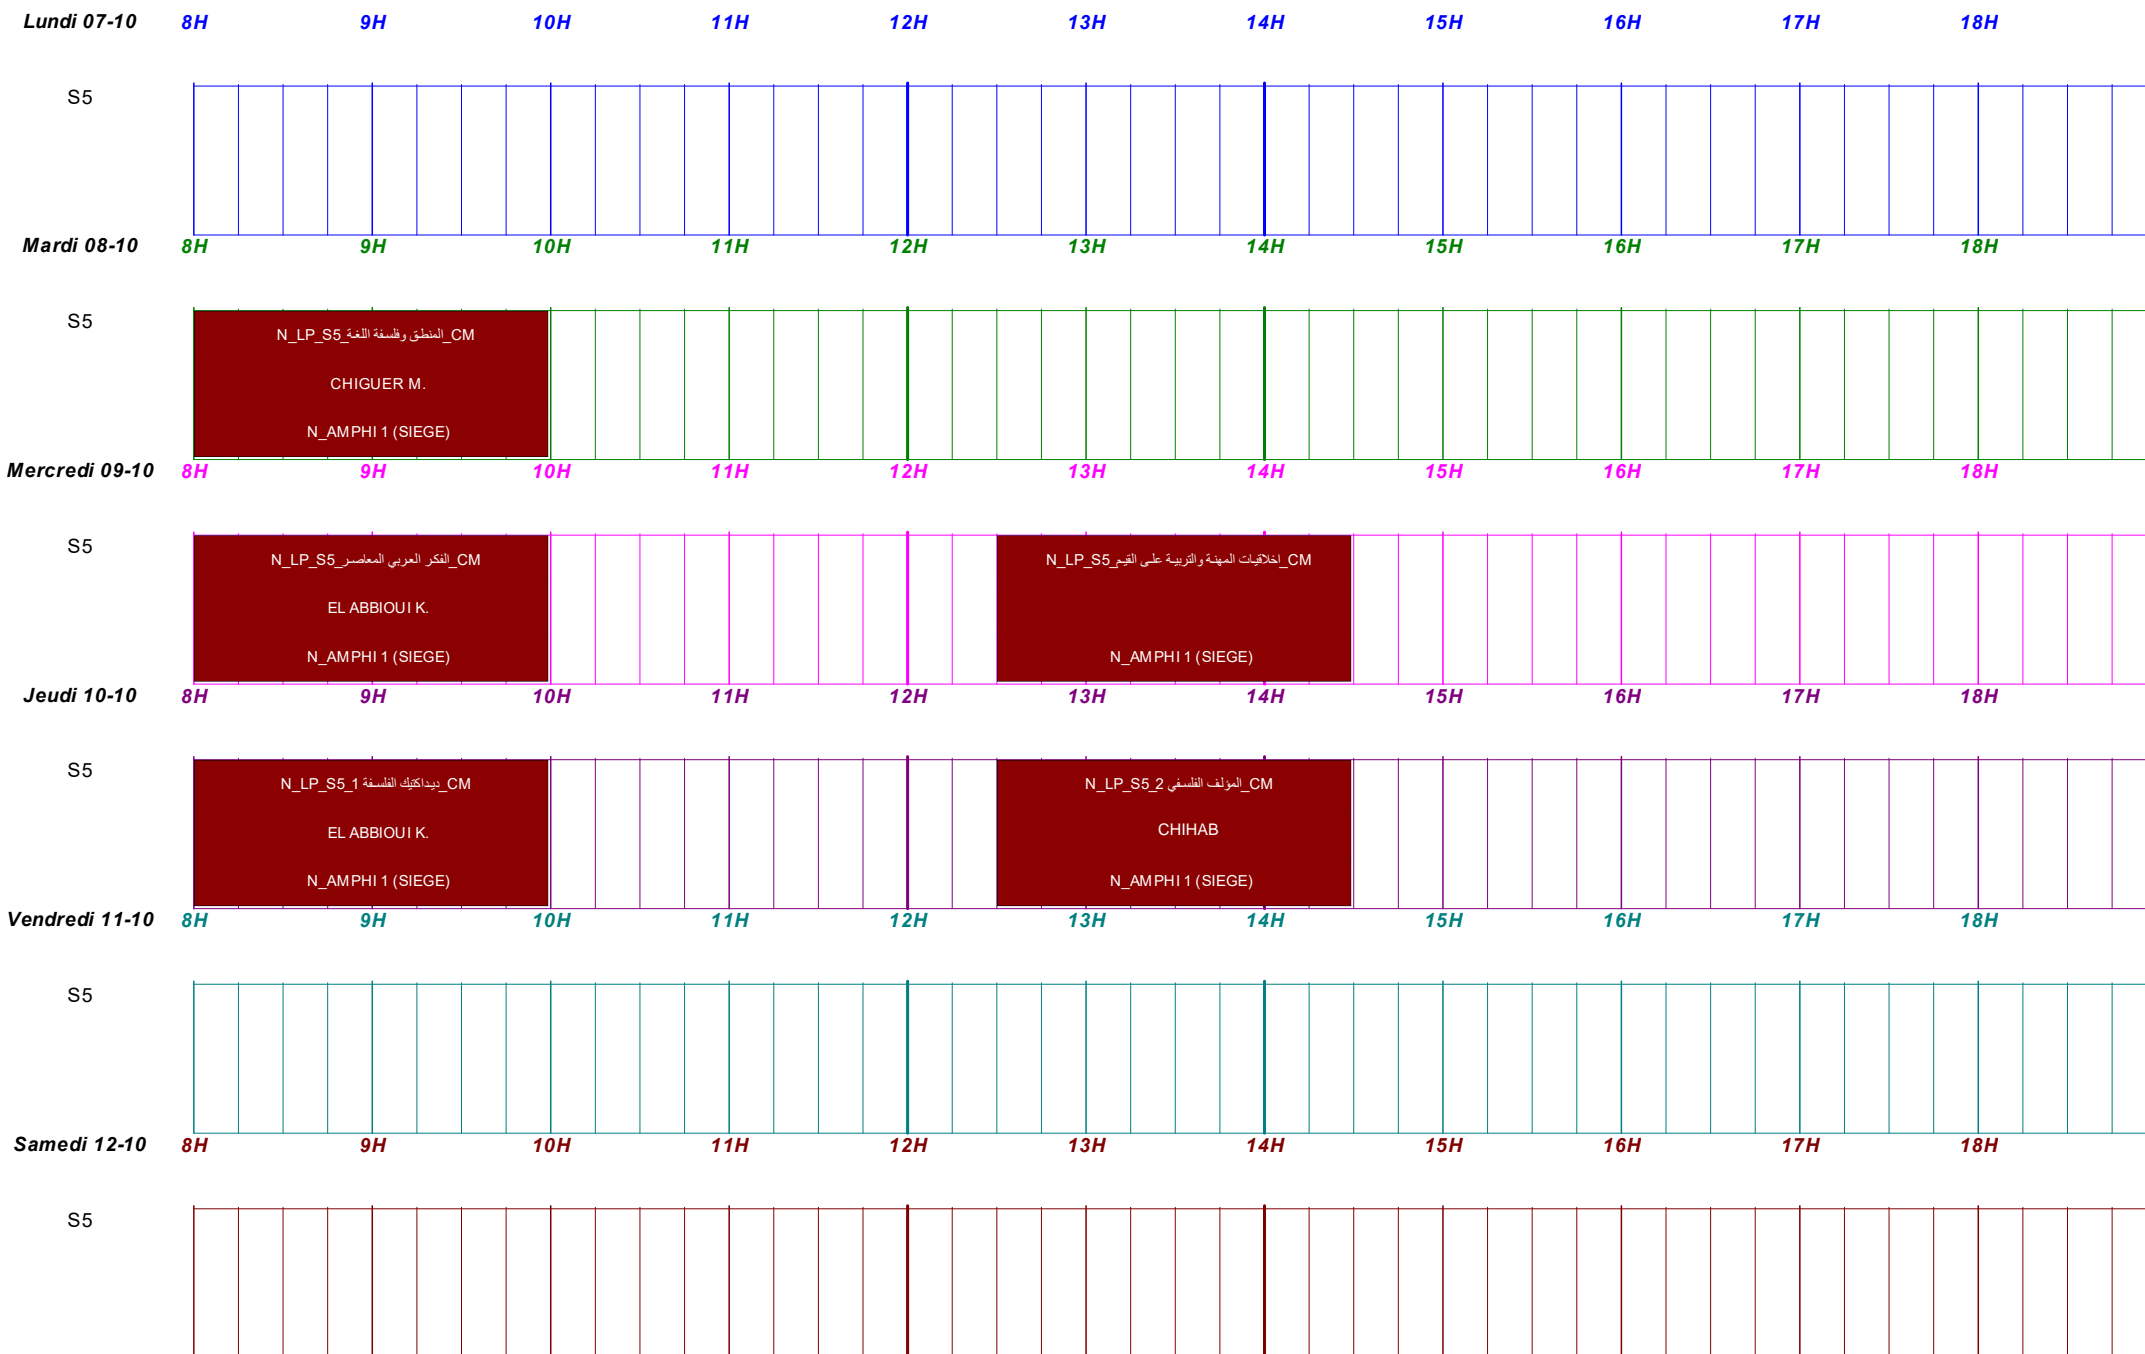 Lundi 07-10 8H 9H 10H 11H 12H 13H 14H 15H 16H 17H 18H
S5
Mardi 08-10 8H 9H 10H 11H 12H 13H 14H 15H 16H 17H 18H
S5
N_LP_S5_المنطق وفلسفة اللغة_CM
CHIGUER M.
N_AMPHI 1 (SIEGE)
Mercredi 09-10 8H 9H 10H 11H 12H 13H 14H 15H 16H 17H 18H
S5
N_LP_S5_الفكر العربي المعاصر_CM
EL ABBIOUI K.
N_AMPHI 1 (SIEGE)
N_LP_S5_اخلاقيات المهنة والتربية على القيم_CM
N_AMPHI 1 (SIEGE)
Jeudi 10-10 8H 9H 10H 11H 12H 13H 14H 15H 16H 17H 18H
S5
N_LP_S5_1 ديداكتيك الفلسفة_CM
EL ABBIOUI K.
N_AMPHI 1 (SIEGE)
N_LP_S5_2 المؤلف الفلسفي_CM
CHIHAB
N_AMPHI 1 (SIEGE)
Vendredi 11-10 8H 9H 10H 11H 12H 13H 14H 15H 16H 17H 18H
S5
Samedi 12-10 8H 9H 10H 11H 12H 13H 14H 15H 16H 17H 18H
S5